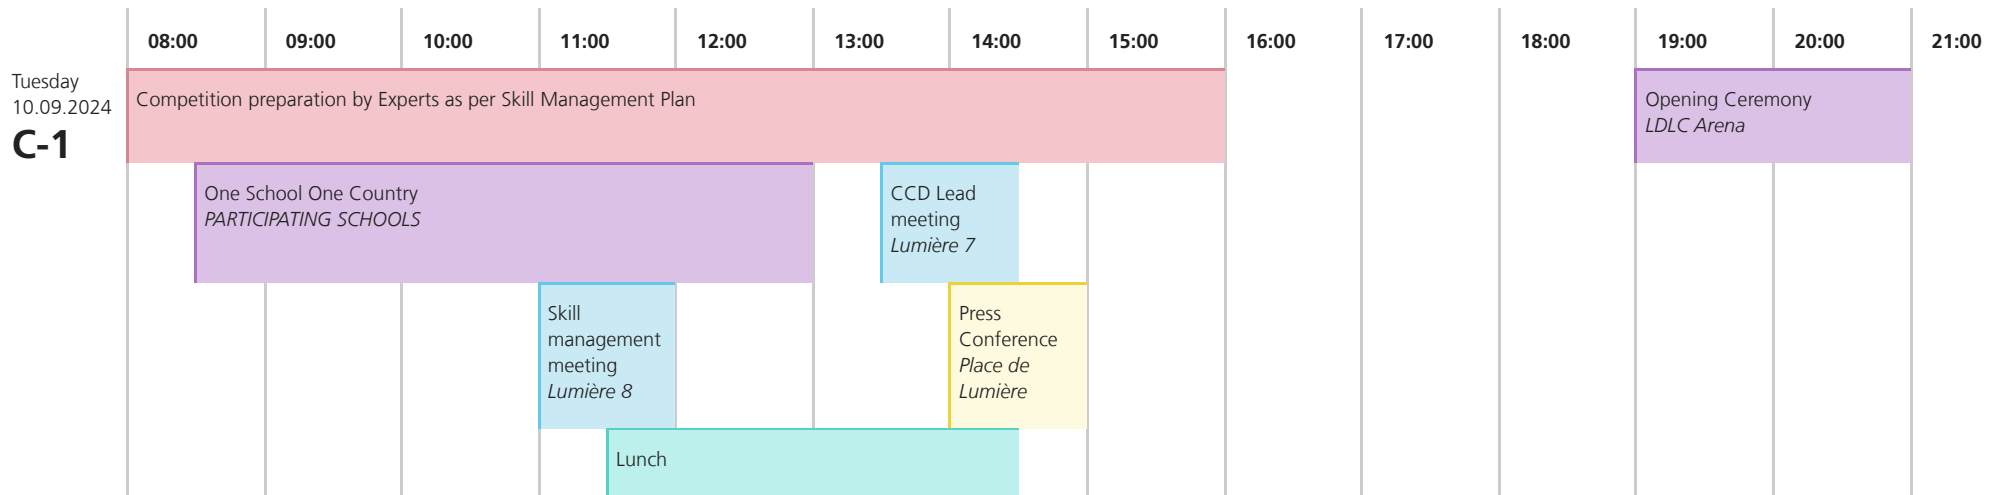 08:00 09:00 10:00 11:00 12:00 13:00 14:00 15:00 16:00 17:00 18:00 19:00 20:00 21:00
Tuesday
10.09.2024
C-1
Competition preparation by Experts as per Skill Management Plan
Opening Ceremony
LDLC Arena
One School One Country
PARTICIPATING SCHOOLS
CCD Lead
meeting
Lumière 7
Skill
management
meeting
Lumière 8
Press
Conference
Place de
Lumière
Lunch